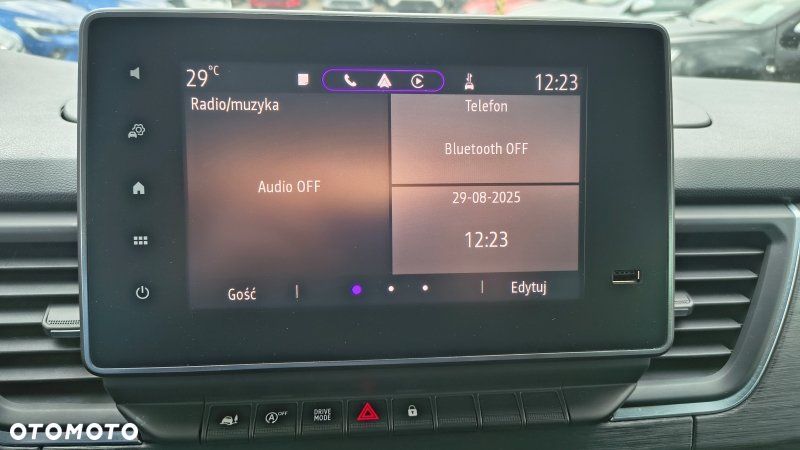 29°C
12:23
Radio/muzyka
Audio OFF
Telefon
Bluetooth OFF
29-08-2025
12:23
Gość
Edytuj
OFF
DRIVE
MODE
OTOMOTO